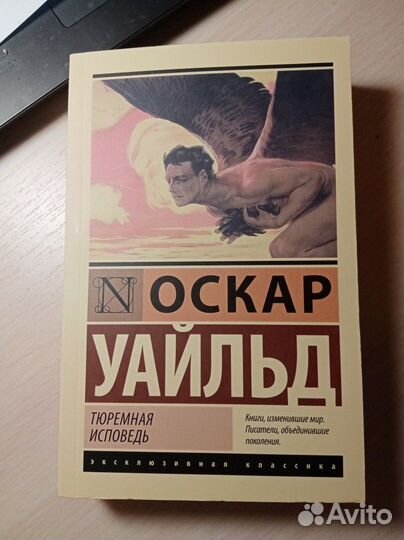 N ОСКАР
УАЙЛЬД
ТЮРЕМНАЯ
ИСПОВЕДЬ
Книги, изменившие мир.
Писатели, объединившие
поколения.
эксклюзивная классика
Avito